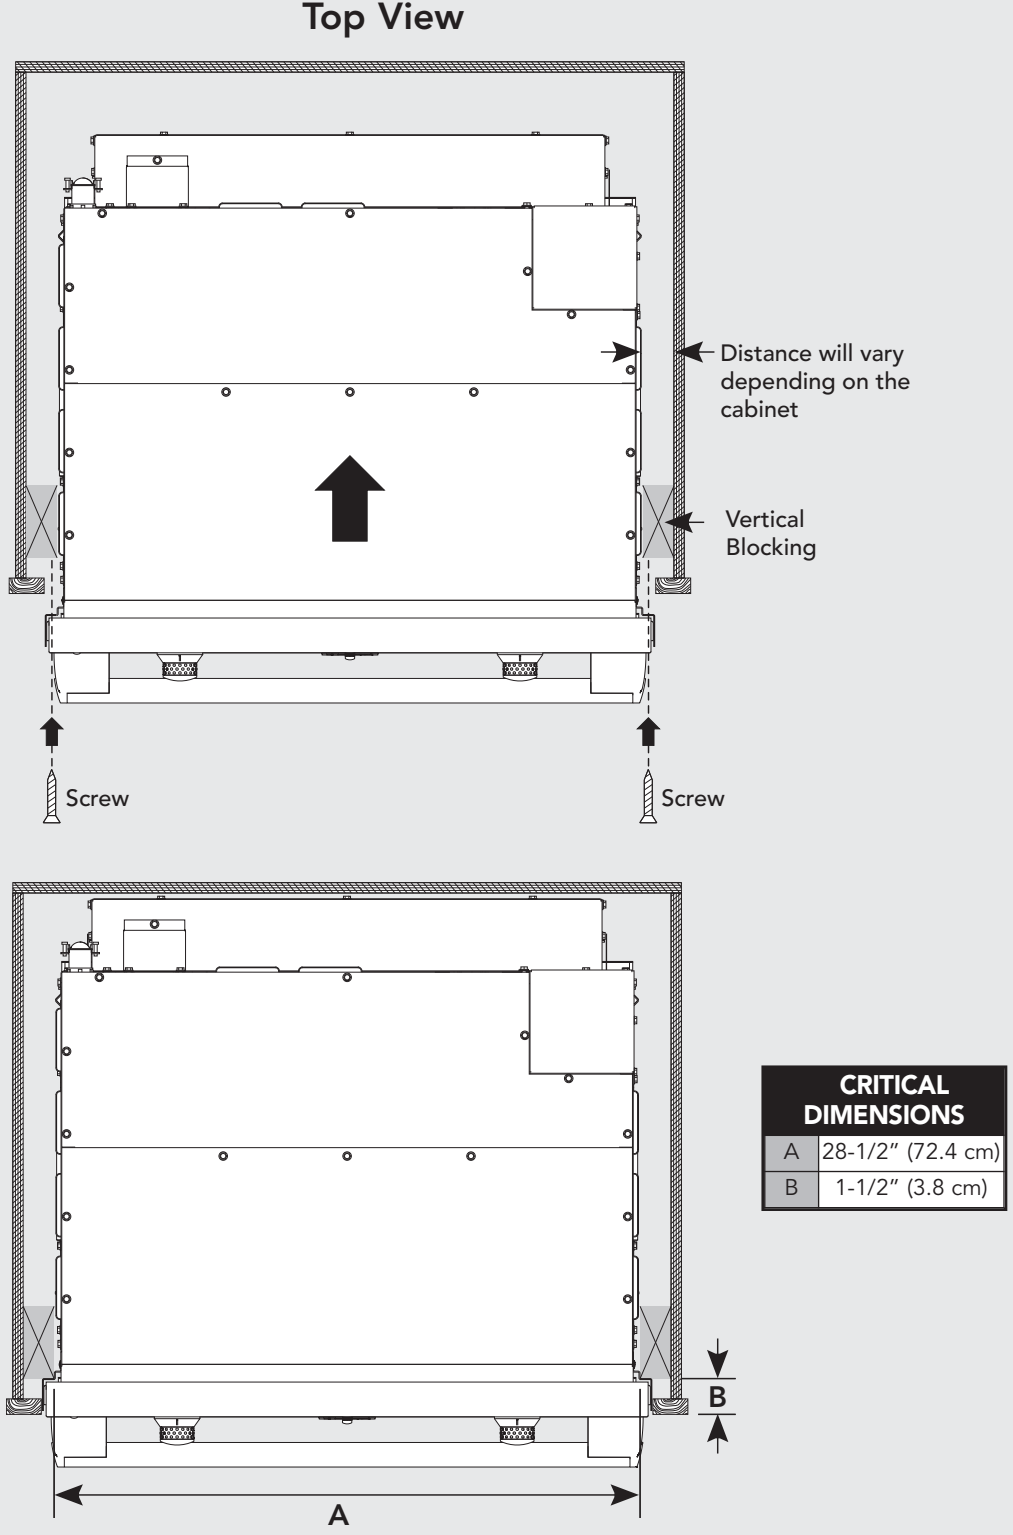 Top View
Distance will vary
depending on the
cabinet
Vertical
Blocking
Screw
Screw
CRITICAL
DIMENSIONS
A 28-1/2” (72.4 cm)
B 1-1/2” (3.8 cm)
B
A